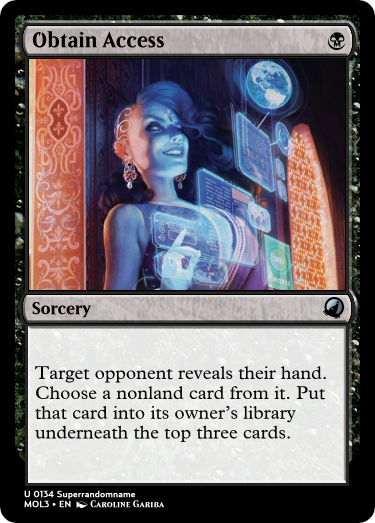 Obtain Access
Sorcery
Target opponent reveals their hand.
Choose a nonland card from it. Put
that card into its owner's library
underneath the top three cards.
U 0134 Superrandomname
MOL3 • EN Caroline Gariba